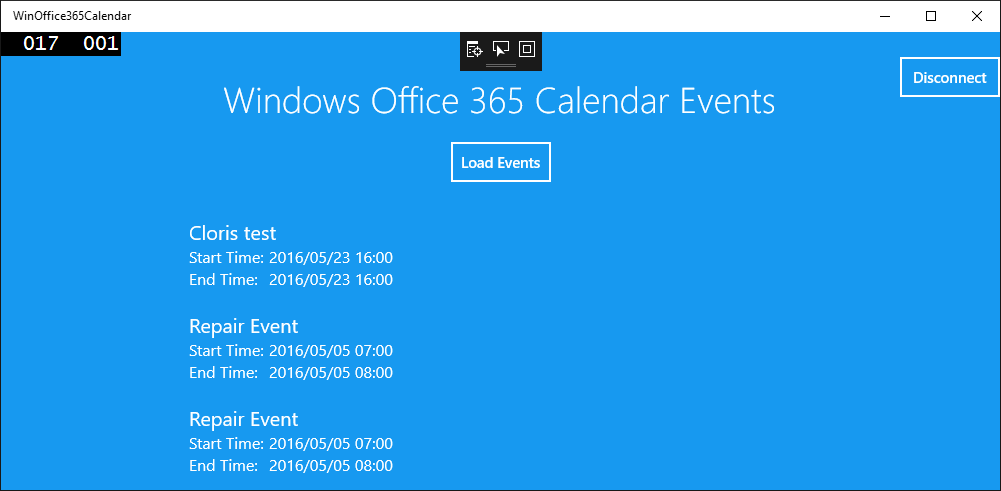 WinOffice365Calendar
017 001
Disconnect
Windows Office 365 Calendar Events
Load Events
Cloris test
Start Time: 2016/05/23 16:00
End Time: 2016/05/23 16:00
Repair Event
Start Time: 2016/05/05 07:00
End Time: 2016/05/05 08:00
Repair Event
Start Time: 2016/05/05 07:00
End Time: 2016/05/05 08:00